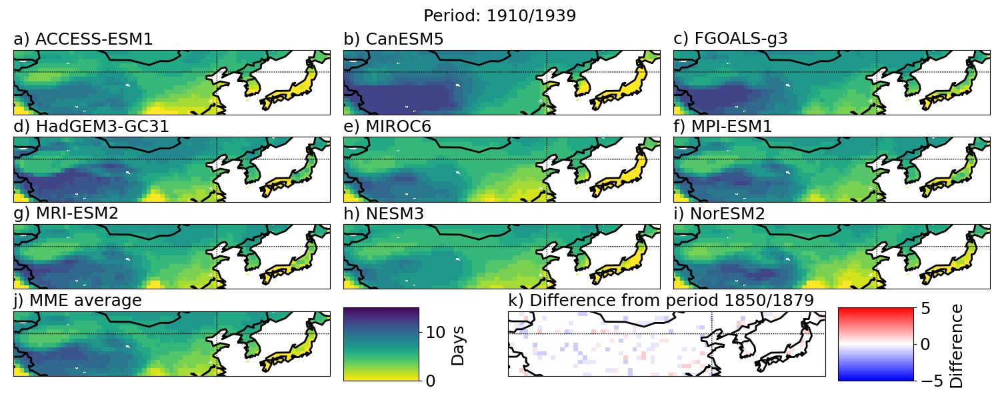 Period: 1910/1939
a) ACCESS-ESM1
b) CanESM5
c) FGOALS-g3
d) HadGEM3-GC31
e) MIROC6
f) MPI-ESM1
g) MRI-ESM2
h) NESM3
i) NorESM2
j) MME average
10
0
Days
k) Difference from period 1850/1879
5
0
−5
Difference